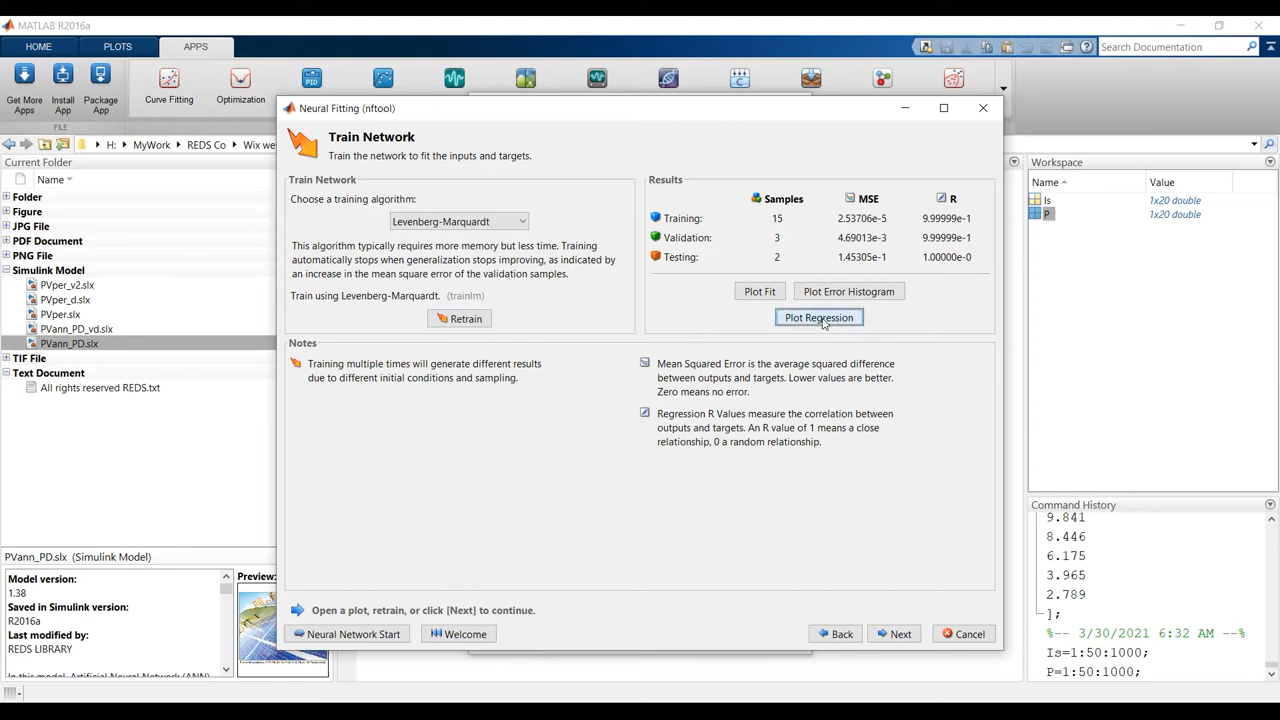 MATLAB R2016a
HOME
PLOTS
APPS
Search Documentation
Get More Apps
Install App
Package App
Curve Fitting
Optimization
PID
FILE
H:
MyWork
REDS Co
Wix we
Current Folder
Name
Folder
Figure
JPG File
PDF Document
PNG File
Simulink Model
PVper_v2.slx
PVper_d.slx
PVper.slx
PVann_PD_vd.slx
PVann_PD.slx
TIF File
Text Document
All rights reserved REDS.txt
PVann_PD.slx (Simulink Model)
Model version:
1.38
Saved in Simulink version:
R2016a
Last modified by:
REDS LIBRARY
In this model, Artificial Neural Network (ANN)
Preview:
Neural Fitting (nftool)
Train Network
Train the network to fit the inputs and targets.
Train Network
Choose a training algorithm:
Levenberg-Marquardt
This algorithm typically requires more memory but less time. Training
automatically stops when generalization stops improving, as indicated by
an increase in the mean square error of the validation samples.
Train using Levenberg-Marquardt. (trainlm)
Retrain
Results
Samples MSE R
Training: 15 2.53706e-5 9.99999e-1
Validation: 3 4.69013e-3 9.99999e-1
Testing: 2 1.45305e-1 1.00000e-0
Plot Fit
Plot Error Histogram
Plot Regression
Notes
Training multiple times will generate different results
due to different initial conditions and sampling.
Mean Squared Error is the average squared difference
between outputs and targets. Lower values are better.
Zero means no error.
Regression R Values measure the correlation between
outputs and targets. An R value of 1 means a close
relationship, 0 a random relationship.
Open a plot, retrain, or click [Next] to continue.
Neural Network Start
Welcome
Back
Next
Cancel
Workspace
Name Value
Is 1x20 double
P 1x20 double
Command History
9.841
8.446
6.175
3.965
2.789
];
%-- 3/30/2021 6:32 AM --%
Is=1:50:1000;
P=1:50:1000;